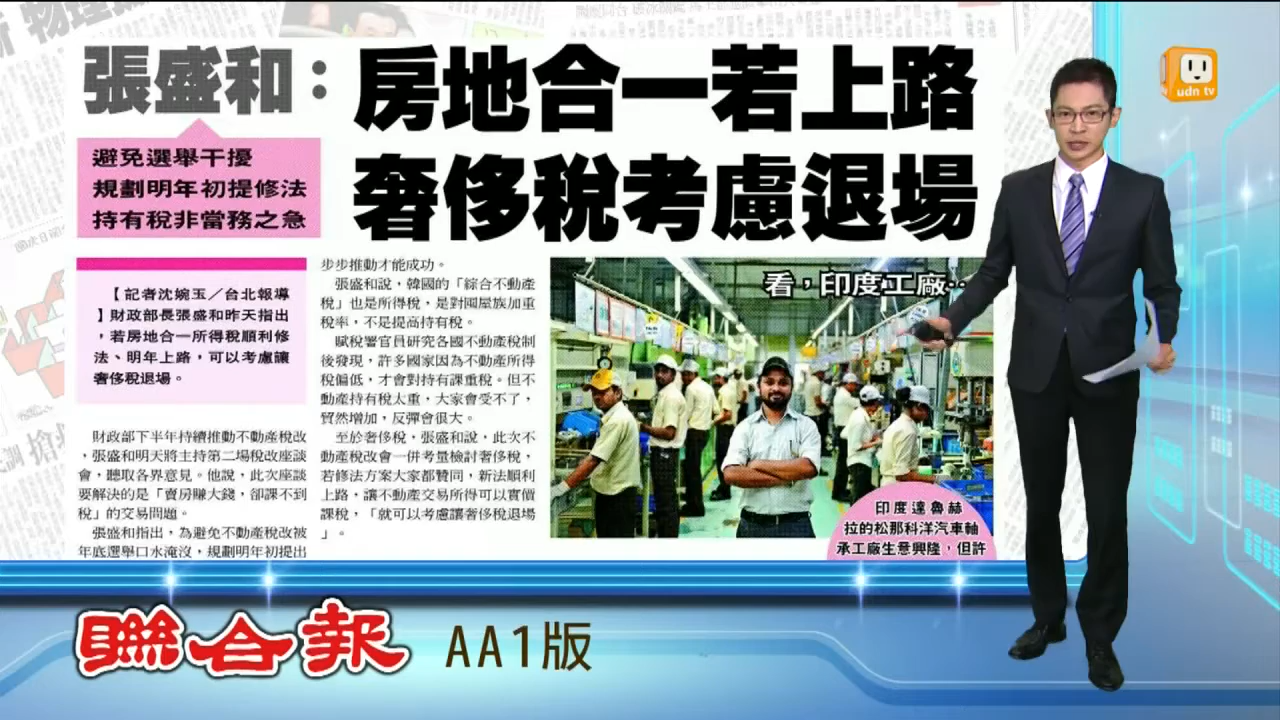 張盛和：
房地合一若上路
奢侈稅考慮退場
避免選舉干擾
規劃明年初提修法
持有稅非當務之急
【記者沈婉玉／台北報導
】財政部長張盛和昨天指出
，若房地合一所得稅順利修
法、明年上路，可以考慮讓
奢侈稅退場。
財政部下半年持續推動不動產稅改
，張盛和明天將主持第二場稅改座談
會，聽取各界意見。他說，此次座談
要解決的是「賣房賺大錢，卻課不到
稅」的交易問題。
張盛和指出，為避免不動產稅改被
年底選舉口水淹沒，規劃明年初提出
步步推動才能成功。
張盛和說，韓國的「綜合不動產
稅」也是所得稅，是對國屋族加重
稅率，不是提高持有稅。
賦稅署官員研究各國不動產稅制
後發現，許多國家因為不動產所得
稅偏低，才會對持有課重稅。但不
動產持有稅太重，大家會受不了，
貿然增加，反彈會很大。
至於奢侈稅，張盛和說，此次不
動產稅改會一併考量檢討奢侈稅，
若修法方案大家都贊同，新法順利
上路，讓不動產交易所得可以實價
課稅，「就可以考慮讓奢侈稅退場
」。
看，印度工廠‥
印度達魯赫
拉的松那科洋汽車軸
承工廠生意興隆，但許
udn tv
聯合報
AA1版